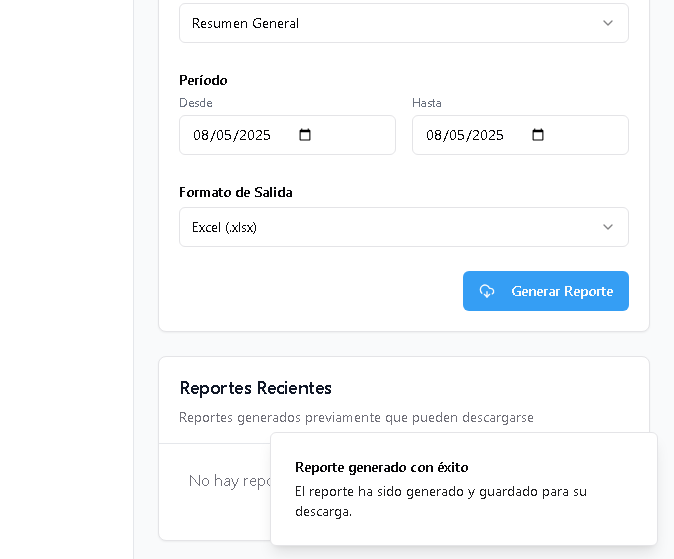 Resumen General
Período
Desde
Hasta
08/05/2025
08/05/2025
Formato de Salida
Excel (.xlsx)
Generar Reporte
Reportes Recientes
Reportes generados previamente que pueden descargarse
No hay
Reporte generado con éxito
El reporte ha sido generado y guardado para su
descarga.